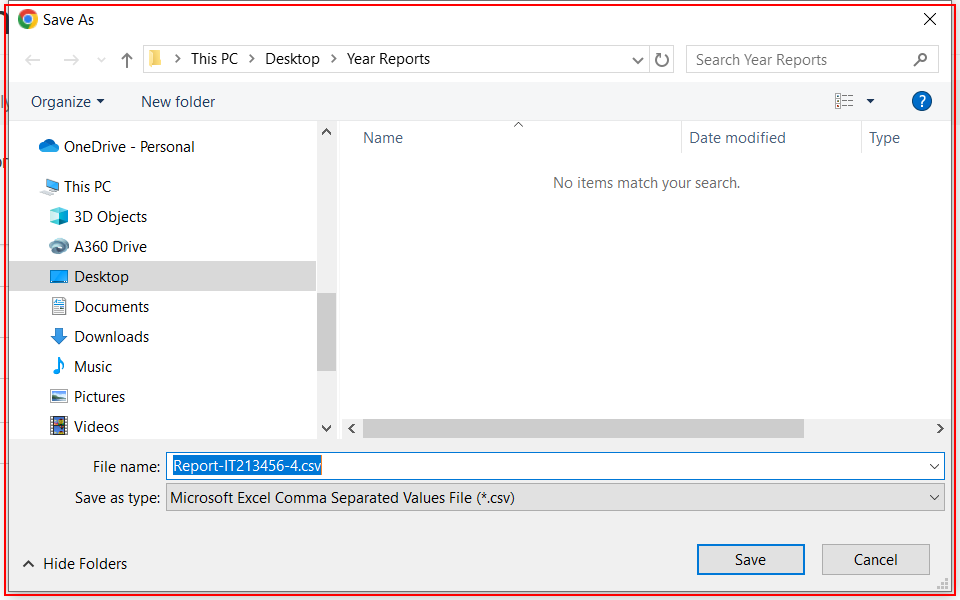 Save As
This PC > Desktop > Year Reports
Search Year Reports
Organize
New folder
?
Name
Date modified
Type
OneDrive - Personal
No items match your search.
This PC
3D Objects
A360 Drive
Desktop
Documents
Downloads
Music
Pictures
Videos
File name: Report-IT213456-4.csv
Save as type: Microsoft Excel Comma Separated Values File (*.csv)
Hide Folders
Save
Cancel